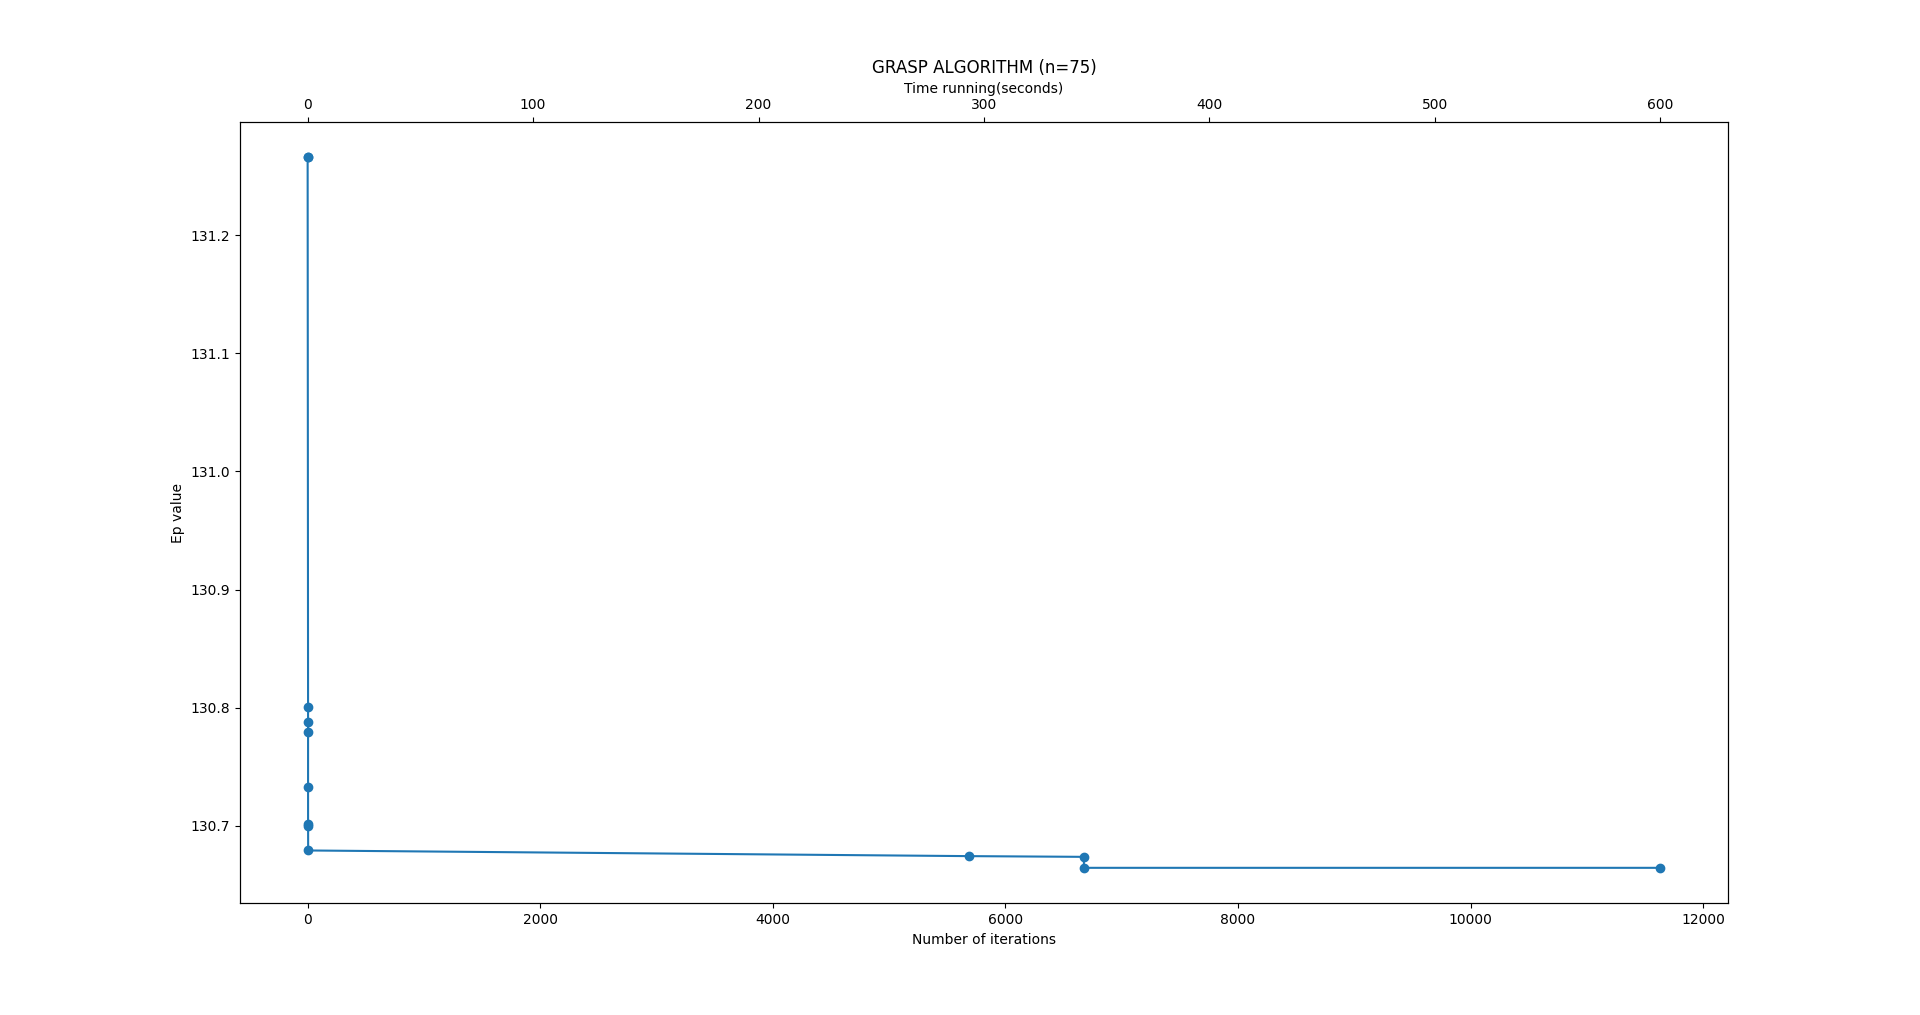 GRASP ALGORITHM (n=75)
Time running(seconds)
0 100 200 300 400 500 600
131.2
131.1
131.0
130.9
130.8
130.7
Ep value
0 2000 4000 6000 8000 10000 12000
Number of iterations